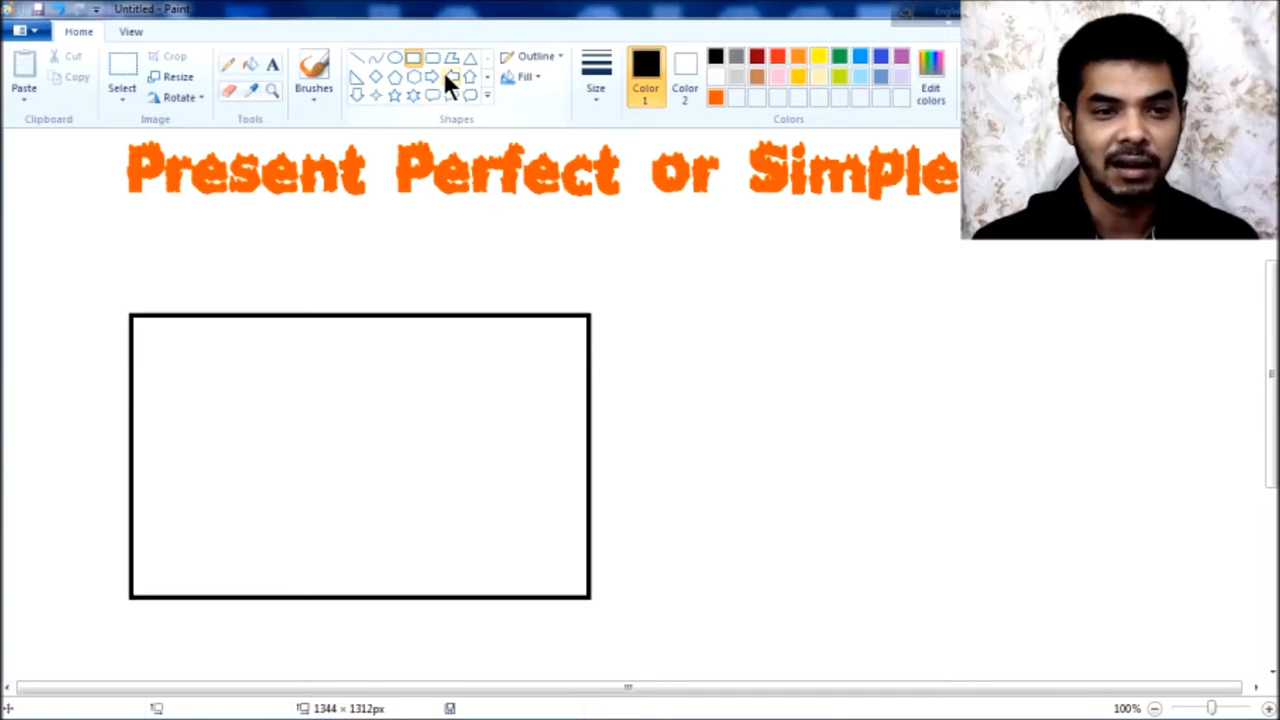 Untitled - Paint
Home View
Paste
Cut
Copy
Clipboard
Select
Crop
Resize
Rotate
Image
Tools
Brushes
Outline
Fill
Shapes
Size
Color 1
Color 2
Edit colors
Colors
Present Perfect or Simple
1344 × 1312px
100%